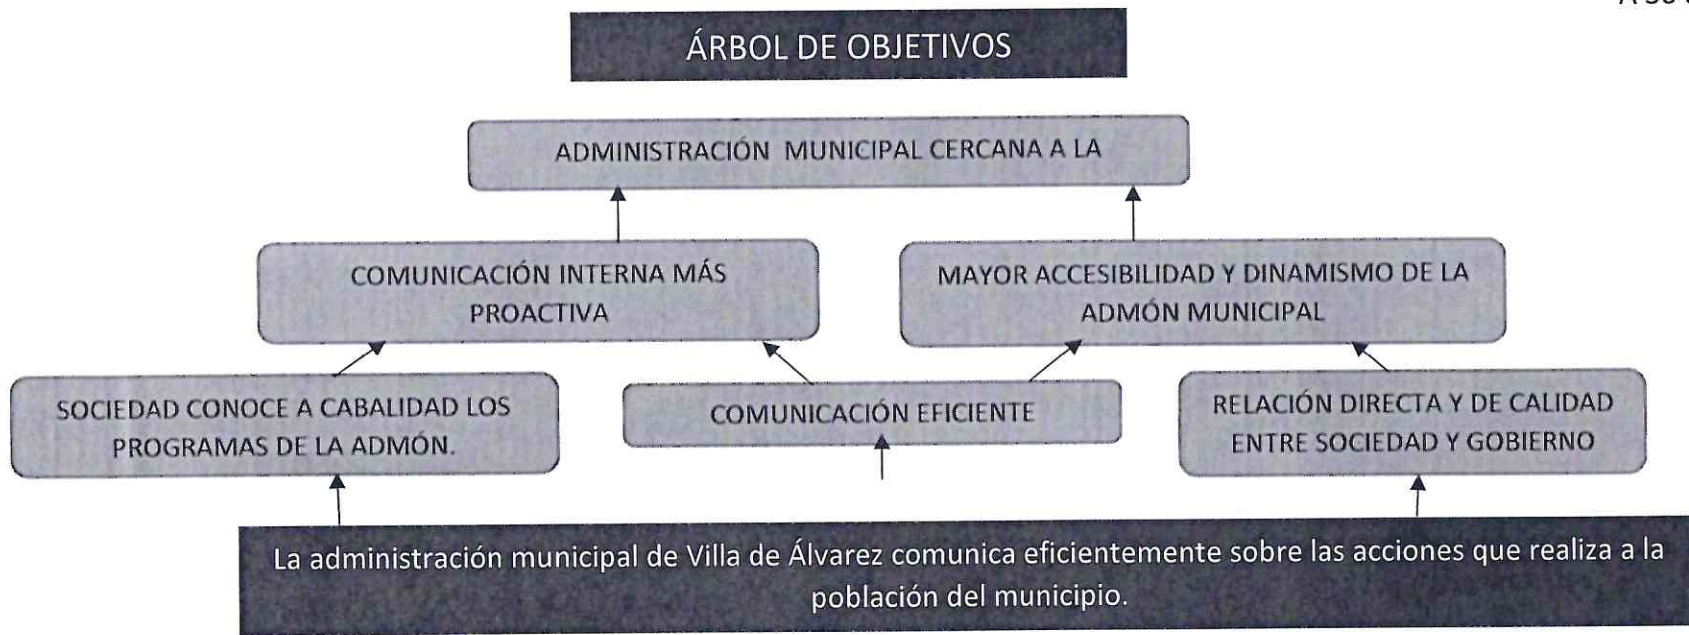 ÁRBOL DE OBJETIVOS
ADMINISTRACIÓN MUNICIPAL CERCANA A LA
COMUNICACIÓN INTERNA MÁS
PROACTIVA
MAYOR ACCESIBILIDAD Y DINAMISMO DE LA
ADMÓN MUNICIPAL
SOCIEDAD CONOCE A CABALIDAD LOS
PROGRAMAS DE LA ADMÓN.
COMUNICACIÓN EFICIENTE
RELACIÓN DIRECTA Y DE CALIDAD
ENTRE SOCIEDAD Y GOBIERNO
La administración municipal de Villa de Álvarez comunica eficientemente sobre las acciones que realiza a la
población del municipio.